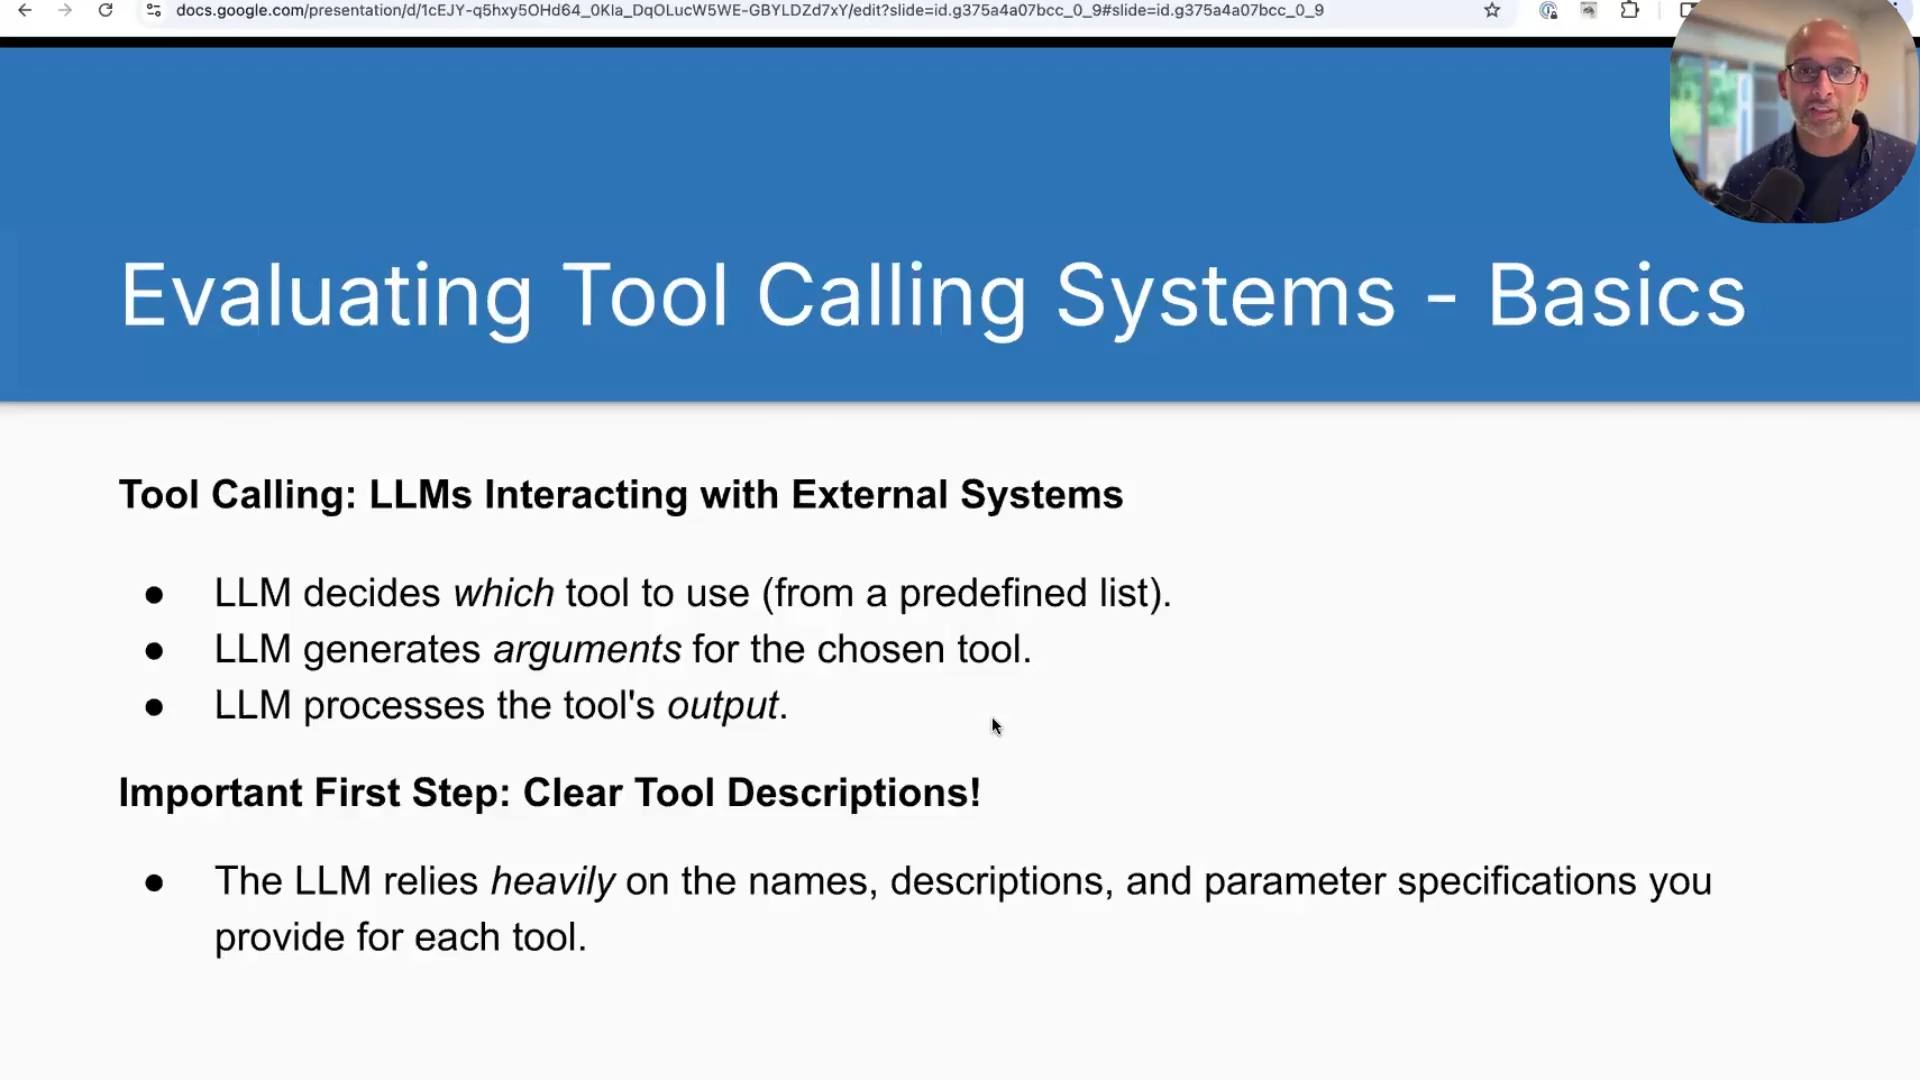 docs.google.com/presentation/d/1cEJY-q5hxy5OHd64_0Kla_DqOLucW5WE-GBYLDZd7xY/edit?slide=id.g375a4a07bcc_0_9#slide=id.g375a4a07bcc_0_9
Evaluating Tool Calling Systems - Basics
Tool Calling: LLMs Interacting with External Systems
● LLM decides which tool to use (from a predefined list).
● LLM generates arguments for the chosen tool.
● LLM processes the tool's output.
Important First Step: Clear Tool Descriptions!
● The LLM relies heavily on the names, descriptions, and parameter specifications you
provide for each tool.